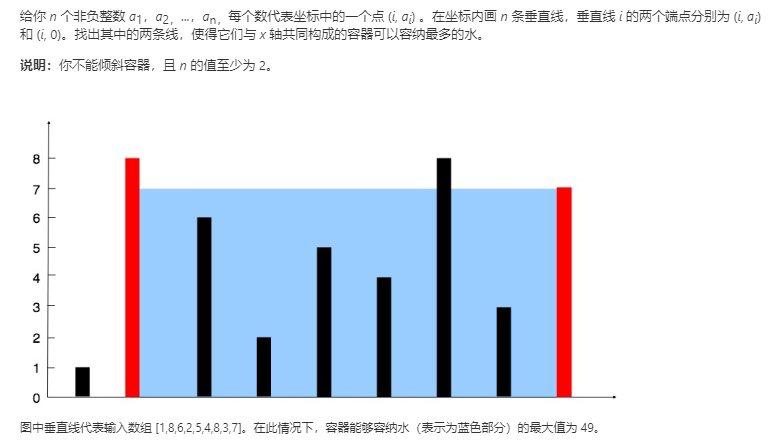 给你 n 个非负整数 a1，a2，...，an，每个数代表坐标中的一个点 (i, ai) 。在坐标内画 n 条垂直线，垂直线 i 的两个端点分别为 (i, ai)
和 (i, 0)。找出其中的两条线，使得它们与 x 轴共同构成的容器可以容纳最多的水。
说明：你不能倾斜容器，且 n 的值至少为 2。
8
7
6
5
4
3
2
1
0
图中垂直线代表输入数组 [1,8,6,2,5,4,8,3,7]。在此情况下，容器能够容纳水（表示为蓝色部分）的最大值为 49。